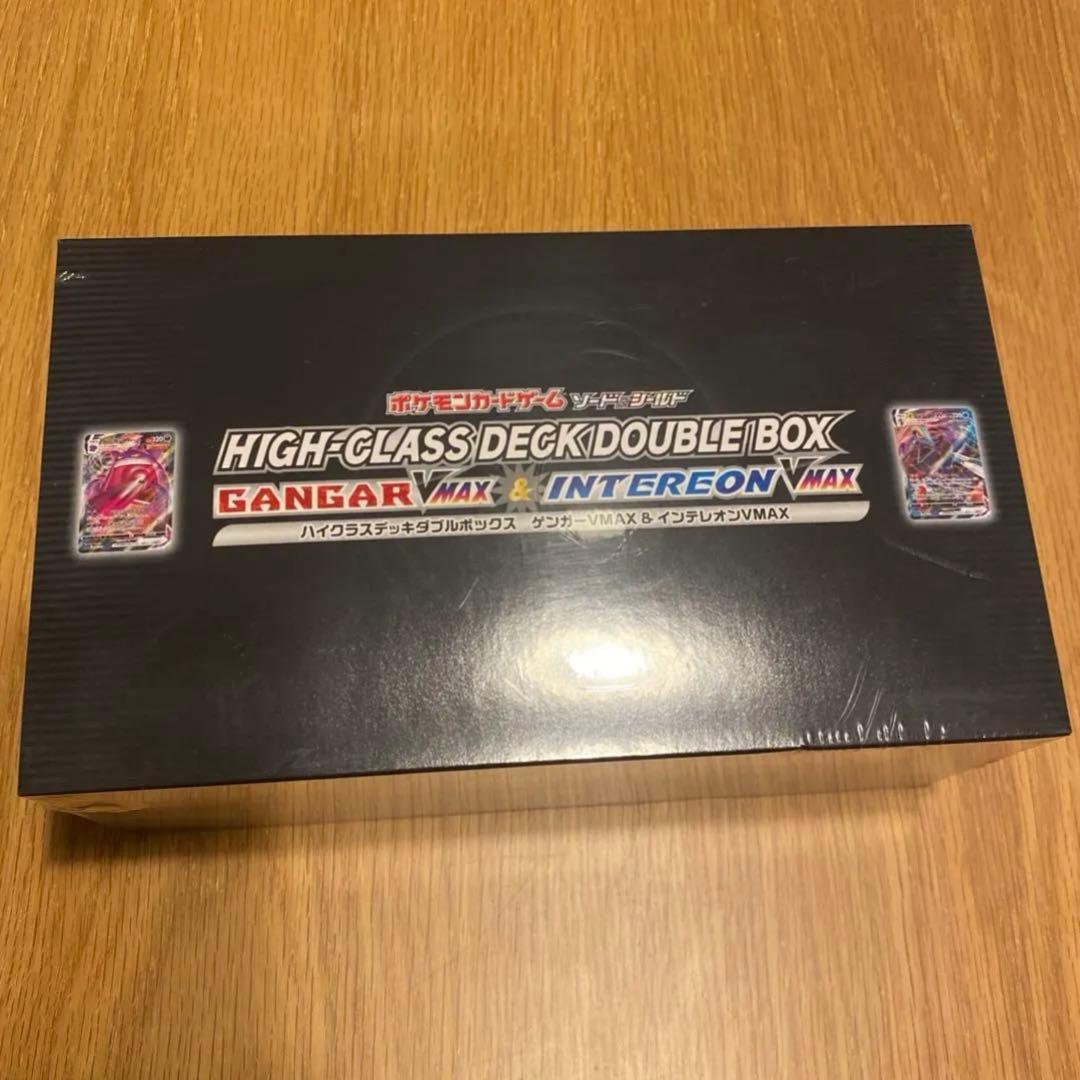 ポケモンカードゲーム ソード&シールド
HIGH-CLASS DECK DOUBLE BOX
GANGAR VMAX & INTEREON VMAX
ハイクラスデッキダブルボックス ゲンガーVMAX & インテレオンVMAX